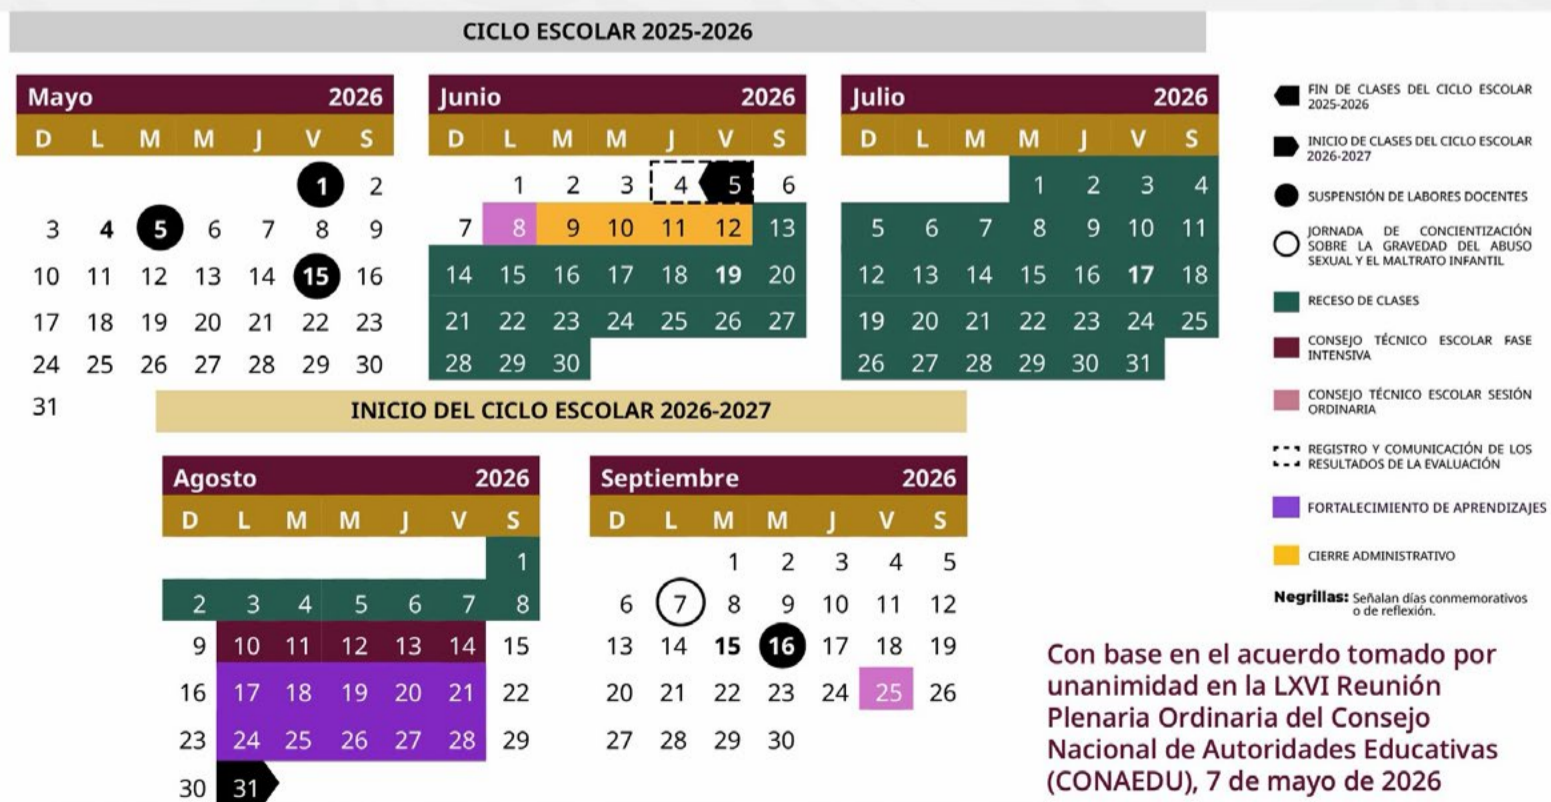 CICLO ESCOLAR 2025-2026
Mayo 2026
D L M M J V S
1 2
3 4 5 6 7 8 9
10 11 12 13 14 15 16
17 18 19 20 21 22 23
24 25 26 27 28 29 30
31
Junio 2026
D L M M J V S
1 2 3 4 5 6
7 8 9 10 11 12 13
14 15 16 17 18 19 20
21 22 23 24 25 26 27
28 29 30
Julio 2026
D L M M J V S
1 2 3 4
5 6 7 8 9 10 11
12 13 14 15 16 17 18
19 20 21 22 23 24 25
26 27 28 29 30 31
INICIO DEL CICLO ESCOLAR 2026-2027
Agosto 2026
D L M M J V S
1
2 3 4 5 6 7 8
9 10 11 12 13 14 15
16 17 18 19 20 21 22
23 24 25 26 27 28 29
30 31
Septiembre 2026
D L M M J V S
1 2 3 4 5
6 7 8 9 10 11 12
13 14 15 16 17 18 19
20 21 22 23 24 25 26
27 28 29 30
FIN DE CLASES DEL CICLO ESCOLAR
2025-2026
INICIO DE CLASES DEL CICLO ESCOLAR
2026-2027
SUSPENSIÓN DE LABORES DOCENTES
JORNADA DE CONCIENTIZACIÓN
SOBRE LA GRAVEDAD DEL ABUSO
SEXUAL Y EL MALTRATO INFANTIL
RECESO DE CLASES
CONSEJO TÉCNICO ESCOLAR FASE
INTENSIVA
CONSEJO TÉCNICO ESCOLAR SESIÓN
ORDINARIA
REGISTRO Y COMUNICACIÓN DE LOS
RESULTADOS DE LA EVALUACIÓN
FORTALECIMIENTO DE APRENDIZAJES
CIERRE ADMINISTRATIVO
Negrillas: Señalan días conmemorativos
o de reflexión.
Con base en el acuerdo tomado por
unanimidad en la LXVI Reunión
Plenaria Ordinaria del Consejo
Nacional de Autoridades Educativas
(CONAEDU), 7 de mayo de 2026